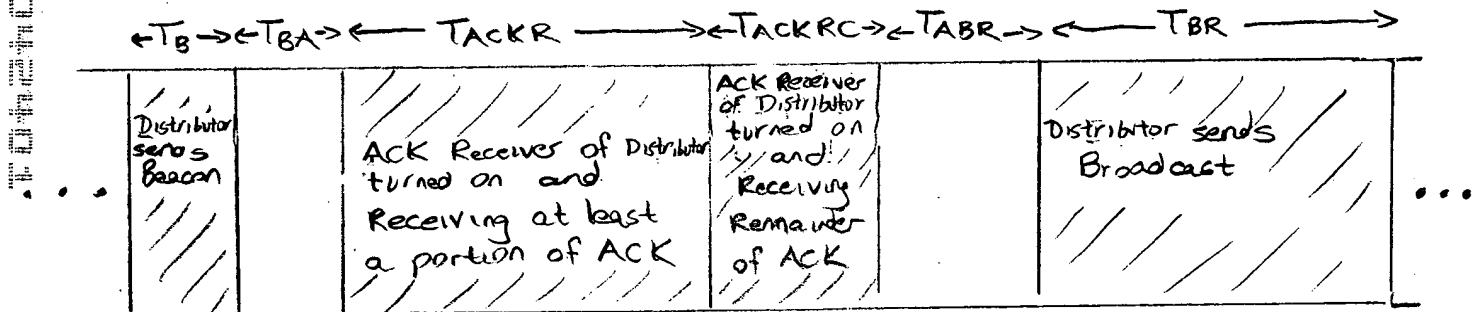 ←TB→←TBA→←— TACKR —→←TACKRC→←TABR→←— TBR —→
Distributor
sends
Beacon
ACK Receiver of Distributor
turned on and
Receiving at least
a portion of ACK
ACK Receiver
of Distributor
turned on
and
Receiving
Remainder
of ACK
Distributor sends
Broadcast
...
...